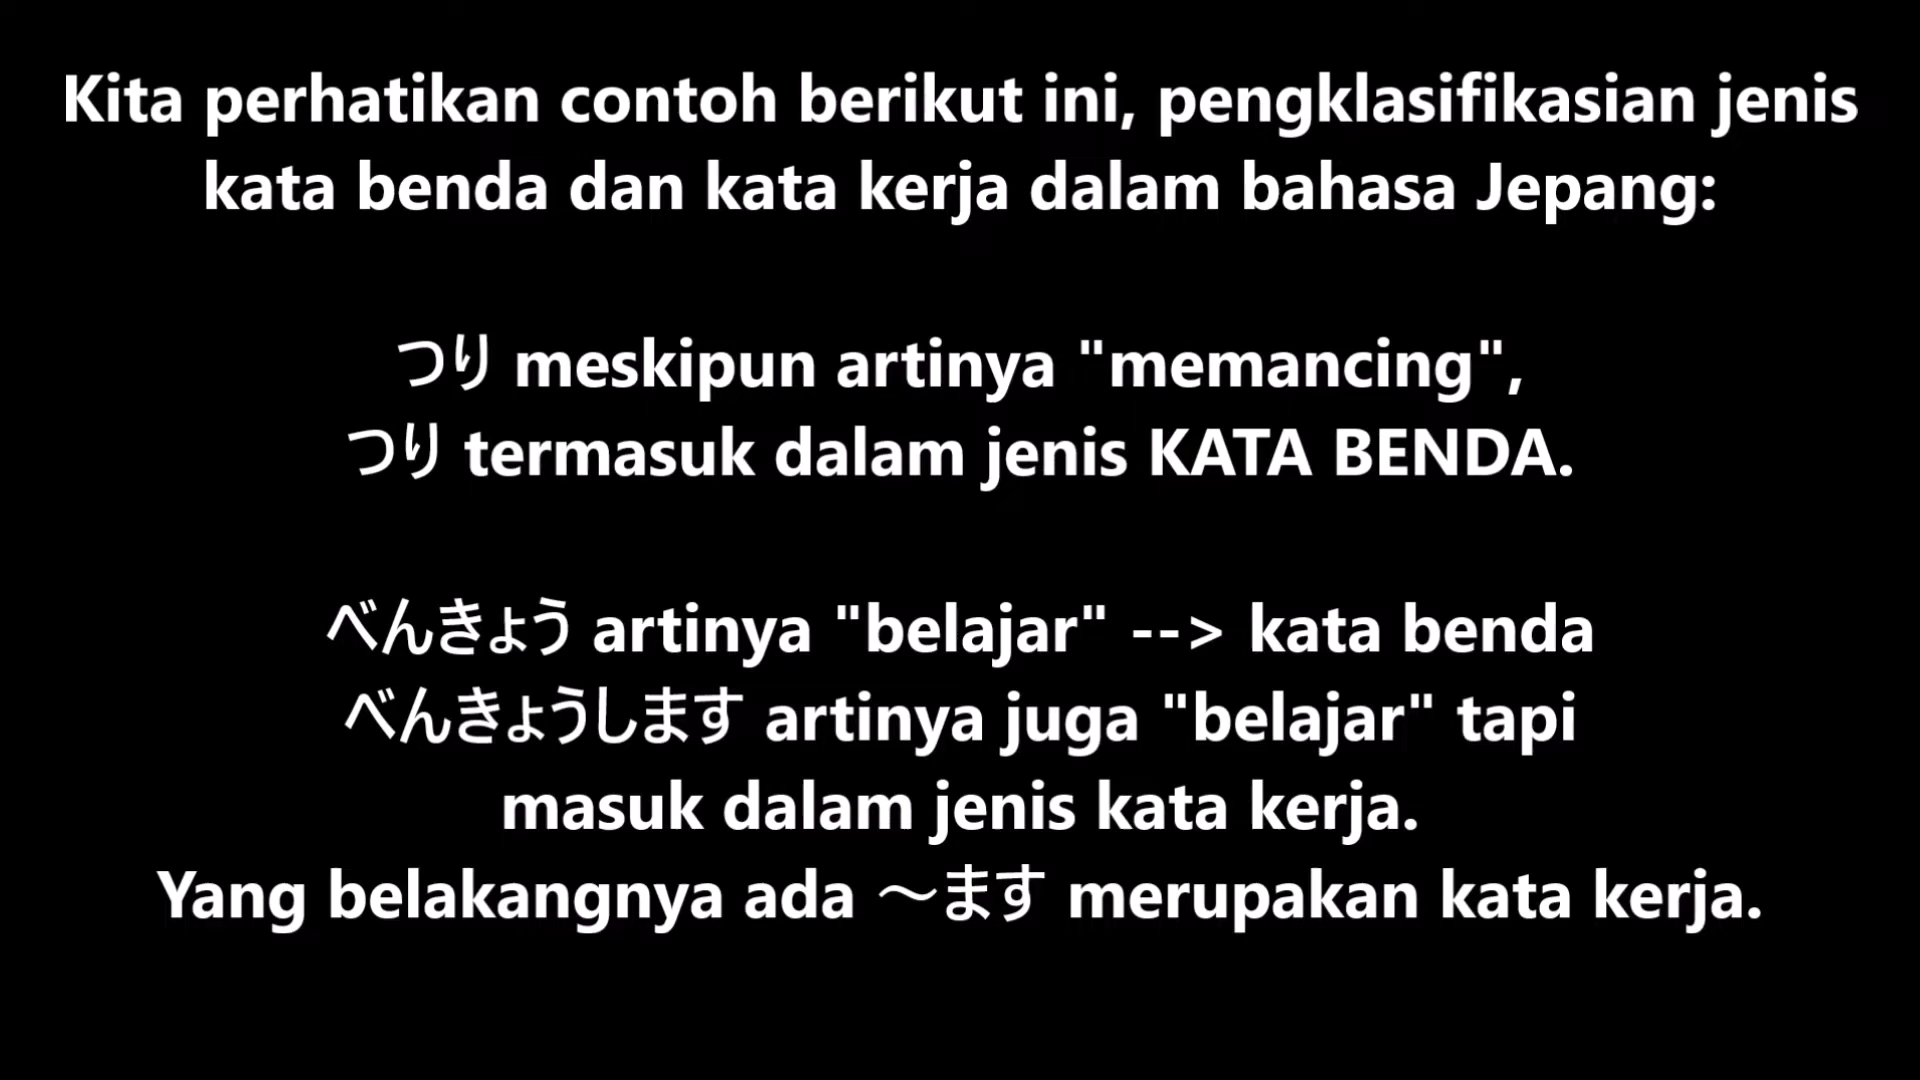 Kita perhatikan contoh berikut ini, pengklasifikasian jenis
kata benda dan kata kerja dalam bahasa Jepang:
つり meskipun artinya "memancing",
つり termasuk dalam jenis KATA BENDA.
べんきょう artinya "belajar" --> kata benda
べんきょうします artinya juga "belajar" tapi
masuk dalam jenis kata kerja.
Yang belakangnya ada ～ます merupakan kata kerja.